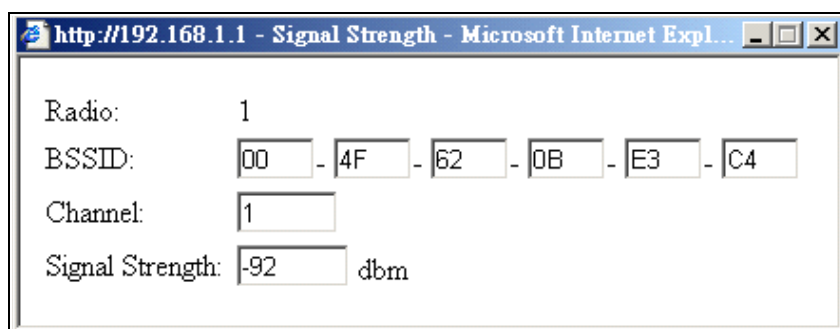 http://192.168.1.1 - Signal Strength - Microsoft Internet Expl...
Radio: 1
BSSID: 00 - 4F - 62 - 0B - E3 - C4
Channel: 1
Signal Strength: -92 dbm